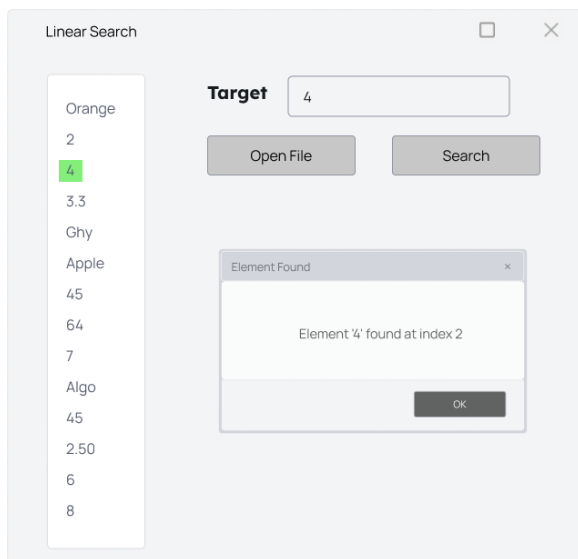 Linear Search
Orange
2
4
3.3
Ghy
Apple
45
64
7
Algo
45
2.50
6
8
Target
4
Open File
Search
Element Found
×
Element '4' found at index 2
OK